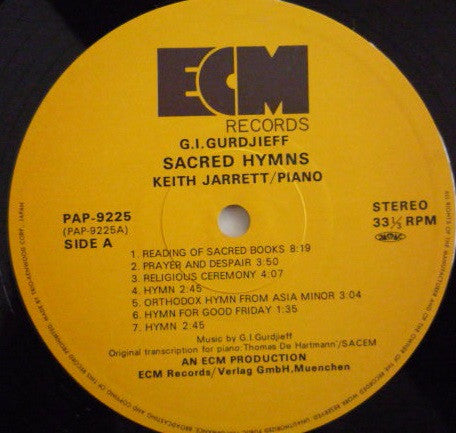 ECM
RECORDS
G.I.GURDJIEFF
SACRED HYMNS
KEITH JARRETT/PIANO
PAP-9225
(PAP-9225A)
SIDE A
STEREO
33⅓ RPM
JASRAC
1. READING OF SACRED BOOKS 8:19
2. PRAYER AND DESPAIR 3:50
3. RELIGIOUS CEREMONY 4:07
4. HYMN 2:45
5. ORTHODOX HYMN FROM ASIA MINOR 3:04
6. HYMN FOR GOOD FRIDAY 1:35
7. HYMN 2:45
Music by G.I.Gurdjieff
Original transcription for piano:Thomas De Hartmann/SACEM
AN ECM PRODUCTION
ECM Records/Verlag GmbH.Muenchen